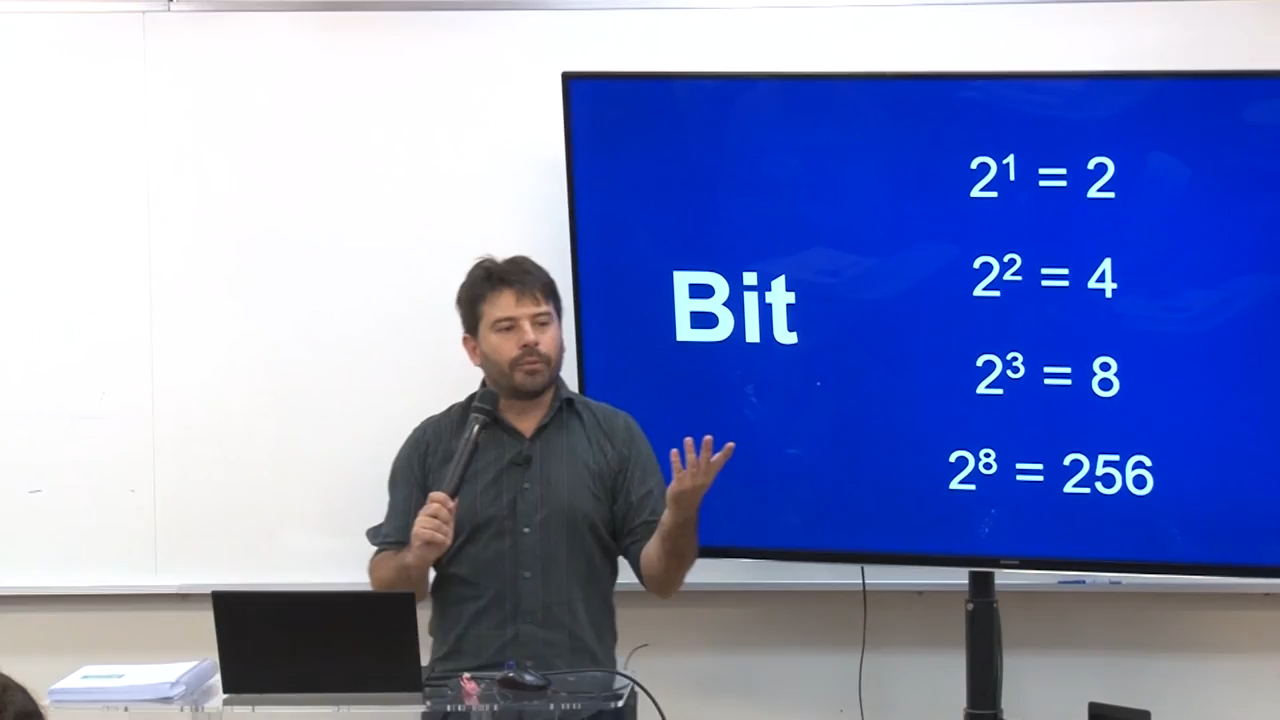 Bit
2¹ = 2
2² = 4
2³ = 8
2⁸ = 256